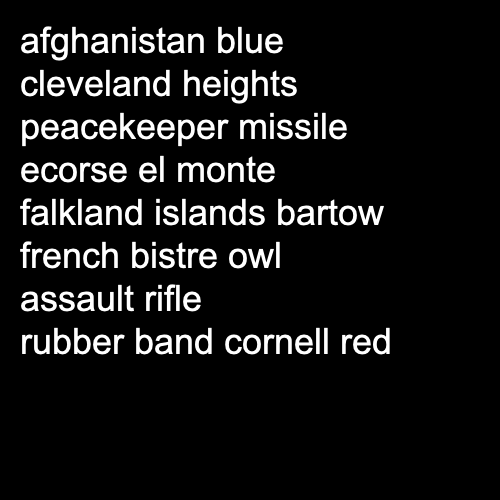 afghanistan blue
cleveland heights
peacekeeper missile
ecorse el monte
falkland islands bartow
french bistre owl
assault rifle
rubber band cornell red